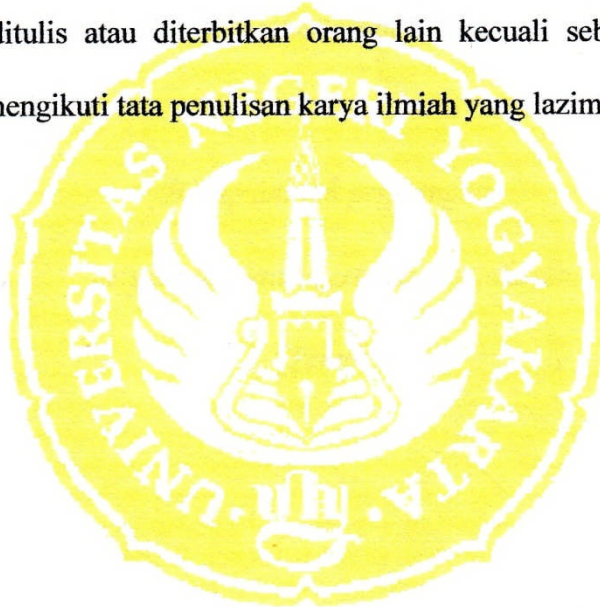 ditulis atau diterbitkan orang lain kecuali seb
mengikuti tata penulisan karya ilmiah yang lazim
UNIVERSITAS NEGERI YOGYAKARTA